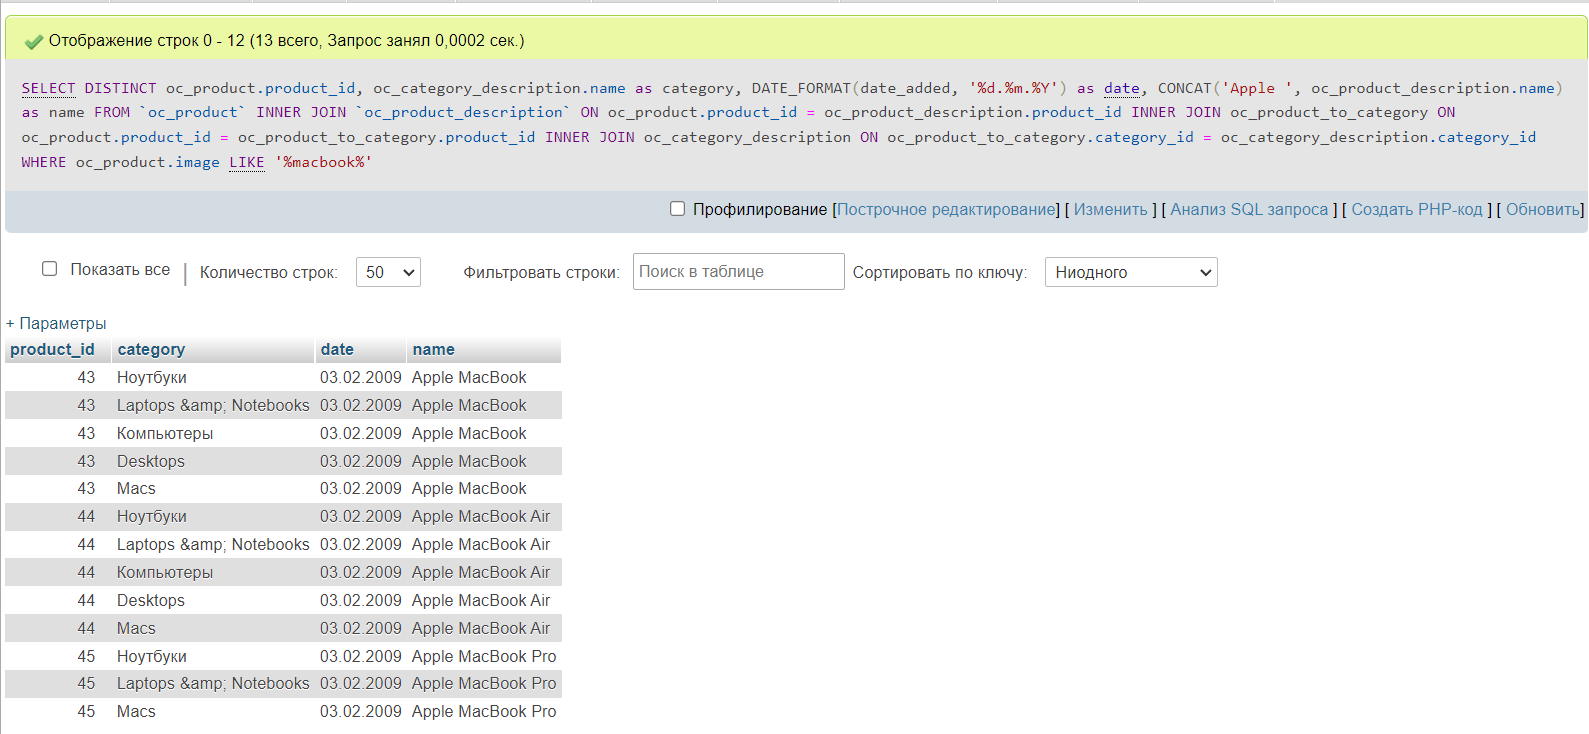 Отображение строк 0 - 12 (13 всего, Запрос занял 0,0002 сек.)
SELECT DISTINCT oc_product.product_id, oc_category_description.name as category, DATE_FORMAT(date_added, '%d.%m.%Y') as date, CONCAT('Apple ', oc_product_description.name)
as name FROM `oc_product` INNER JOIN `oc_product_description` ON oc_product.product_id = oc_product_description.product_id INNER JOIN oc_product_to_category ON
oc_product.product_id = oc_product_to_category.product_id INNER JOIN oc_category_description ON oc_product_to_category.category_id = oc_category_description.category_id
WHERE oc_product.image LIKE '%macbook%'
Профилирование [Построчное редактирование] [ Изменить ] [ Анализ SQL запроса ] [ Создать PHP-код ] [ Обновить]
Показать все | Количество строк: 50 Фильтровать строки: Поиск в таблице Сортировать по ключу: Ниодного
+ Параметры
product_id category date name
43 Ноутбуки 03.02.2009 Apple MacBook
43 Laptops &amp; Notebooks 03.02.2009 Apple MacBook
43 Компьютеры 03.02.2009 Apple MacBook
43 Desktops 03.02.2009 Apple MacBook
43 Macs 03.02.2009 Apple MacBook
44 Ноутбуки 03.02.2009 Apple MacBook Air
44 Laptops &amp; Notebooks 03.02.2009 Apple MacBook Air
44 Компьютеры 03.02.2009 Apple MacBook Air
44 Desktops 03.02.2009 Apple MacBook Air
44 Macs 03.02.2009 Apple MacBook Air
45 Ноутбуки 03.02.2009 Apple MacBook Pro
45 Laptops &amp; Notebooks 03.02.2009 Apple MacBook Pro
45 Macs 03.02.2009 Apple MacBook Pro